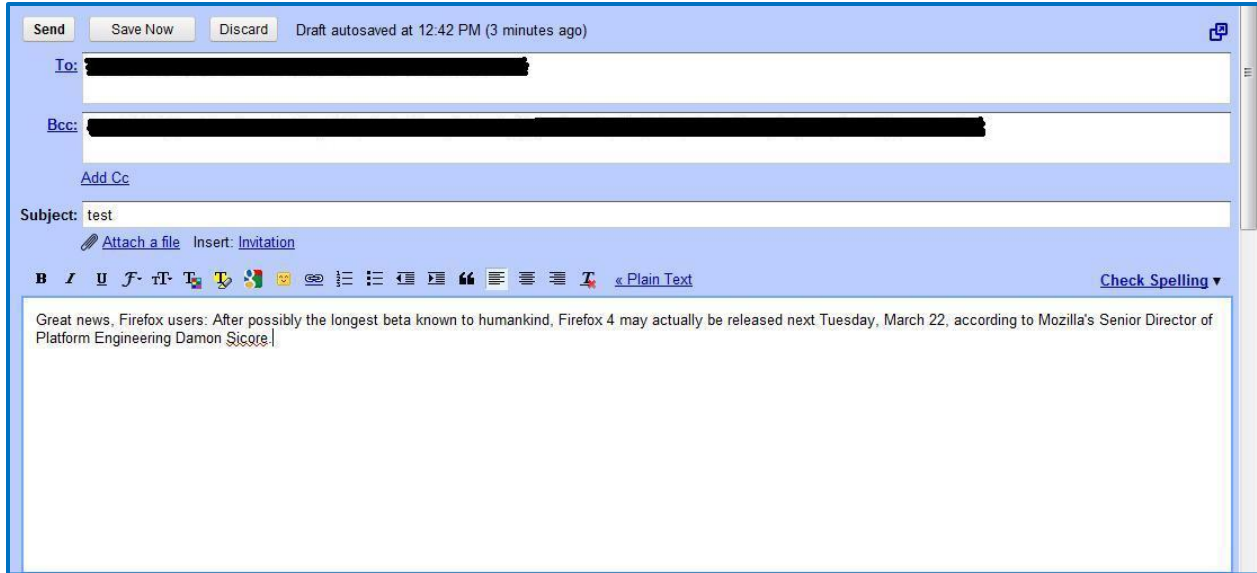 Send Save Now Discard Draft autosaved at 12:42 PM (3 minutes ago)
To:
Bcc:
Add Cc
Subject: test
Attach a file Insert: Invitation
B I U F TT T T « Plain Text Check Spelling ▼
Great news, Firefox users: After possibly the longest beta known to humankind, Firefox 4 may actually be released next Tuesday, March 22, according to Mozilla's Senior Director of
Platform Engineering Damon Sicore.